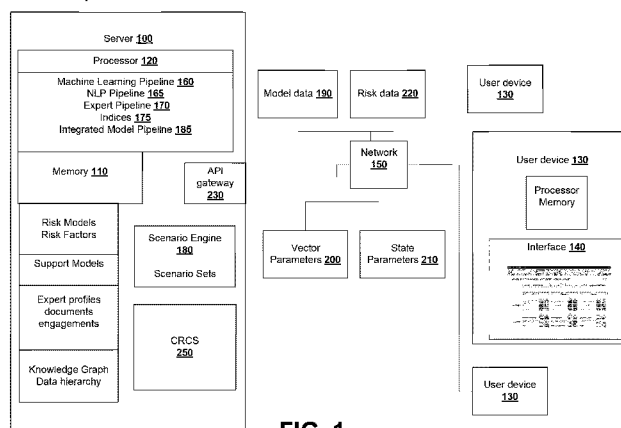 Server 100
Processor 120
Machine Learning Pipeline 160
NLP Pipeline 165
Expert Pipeline 170
Indices 175
Integrated Model Pipeline 185
Memory 110
API
gateway
230
Risk Models
Risk Factors
Support Models
Expert profiles
documents
engagements
Knowledge Graph
Data hierarchy
Scenario Engine
180
Scenario Sets
CRCS
250
Model data 190
Risk data 220
Network
150
Vector
Parameters 200
State
Parameters 210
User device
130
User device 130
Processor
Memory
Interface 140
User device
130
FIG. 1